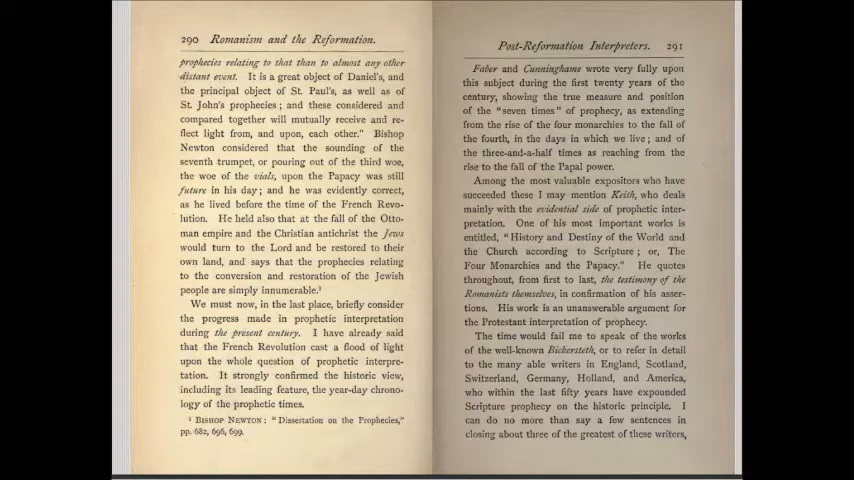 290 Romanism and the Reformation.
prophecies relating to that than to almost any other
distant event. It is a great object of Daniel's, and
the principal object of St. Paul's, as well as of
St. John's prophecies; and these considered and
compared together will mutually receive and re-
flect light from, and upon, each other." Bishop
Newton considered that the sounding of the
seventh trumpet, or pouring out of the third woe,
the woe of the vials, upon the Papacy was still
future in his day; and he was evidently correct,
as he lived before the time of the French Revo-
lution. He held also that at the fall of the Otto-
man empire and the Christian antichrist the Jews
would turn to the Lord and be restored to their
own land, and says that the prophecies relating
to the conversion and restoration of the Jewish
people are simply innumerable.¹
We must now, in the last place, briefly consider
the progress made in prophetic interpretation
during the present century. I have already said
that the French Revolution cast a flood of light
upon the whole question of prophetic interpre-
tation. It strongly confirmed the historic view,
including its leading feature, the year-day chrono-
logy of the prophetic times.
¹ BISHOP NEWTON: "Dissertation on the Prophecies,"
pp. 682, 696, 699.
Post-Reformation Interpreters. 291
Faber and Cunninghame wrote very fully upon
this subject during the first twenty years of the
century, showing the true measure and position
of the "seven times" of prophecy, as extending
from the rise of the four monarchies to the fall of
the fourth, in the days in which we live; and of
the three-and-a-half times as reaching from the
rise to the fall of the Papal power.
Among the most valuable expositors who have
succeeded these I may mention Keith, who deals
mainly with the evidential side of prophetic inter-
pretation. One of his most important works is
entitled, "History and Destiny of the World and
the Church according to Scripture; or, The
Four Monarchies and the Papacy." He quotes
throughout, from first to last, the testimony of the
Romanists themselves, in confirmation of his asser-
tions. His work is an unanswerable argument for
the Protestant interpretation of prophecy.
The time would fail me to speak of the works
of the well-known Bickersteth, or to refer in detail
to the many able writers in England, Scotland,
Switzerland, Germany, Holland, and America,
who within the last fifty years have expounded
Scripture prophecy on the historic principle. I
can do no more than say a few sentences in
closing about three of the greatest of these writers,